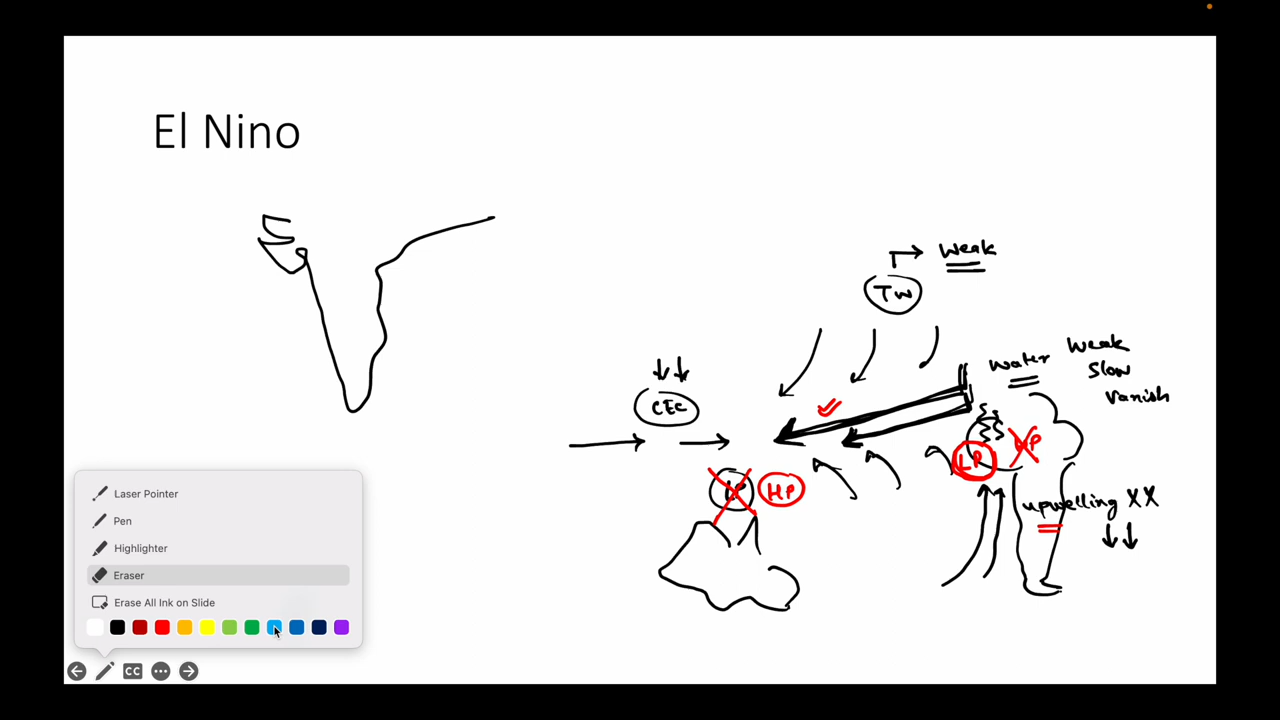 El Nino
weak
TW
water
weak
slow
vanish
CEC
HP
LP
HP
upwelling XX
Laser Pointer
Pen
Highlighter
Eraser
Erase All Ink on Slide
CC